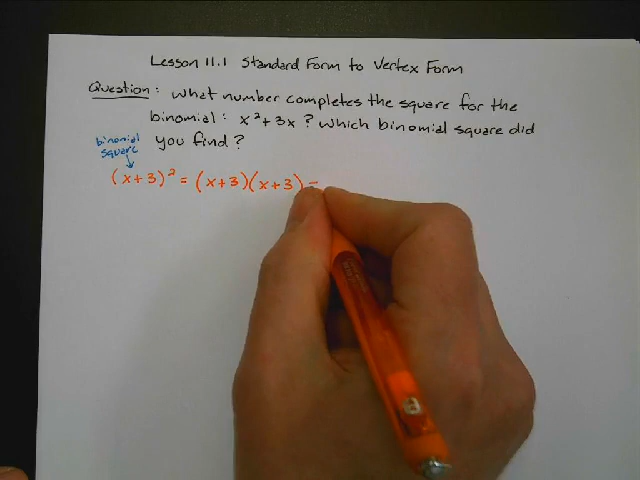 Lesson 11.1 Standard Form to Vertex Form
Question: What number completes the square for the
binomial: x²+3x? Which binomial square did
you find?
binomial
square
(x+3)² = (x+3)(x+3) =